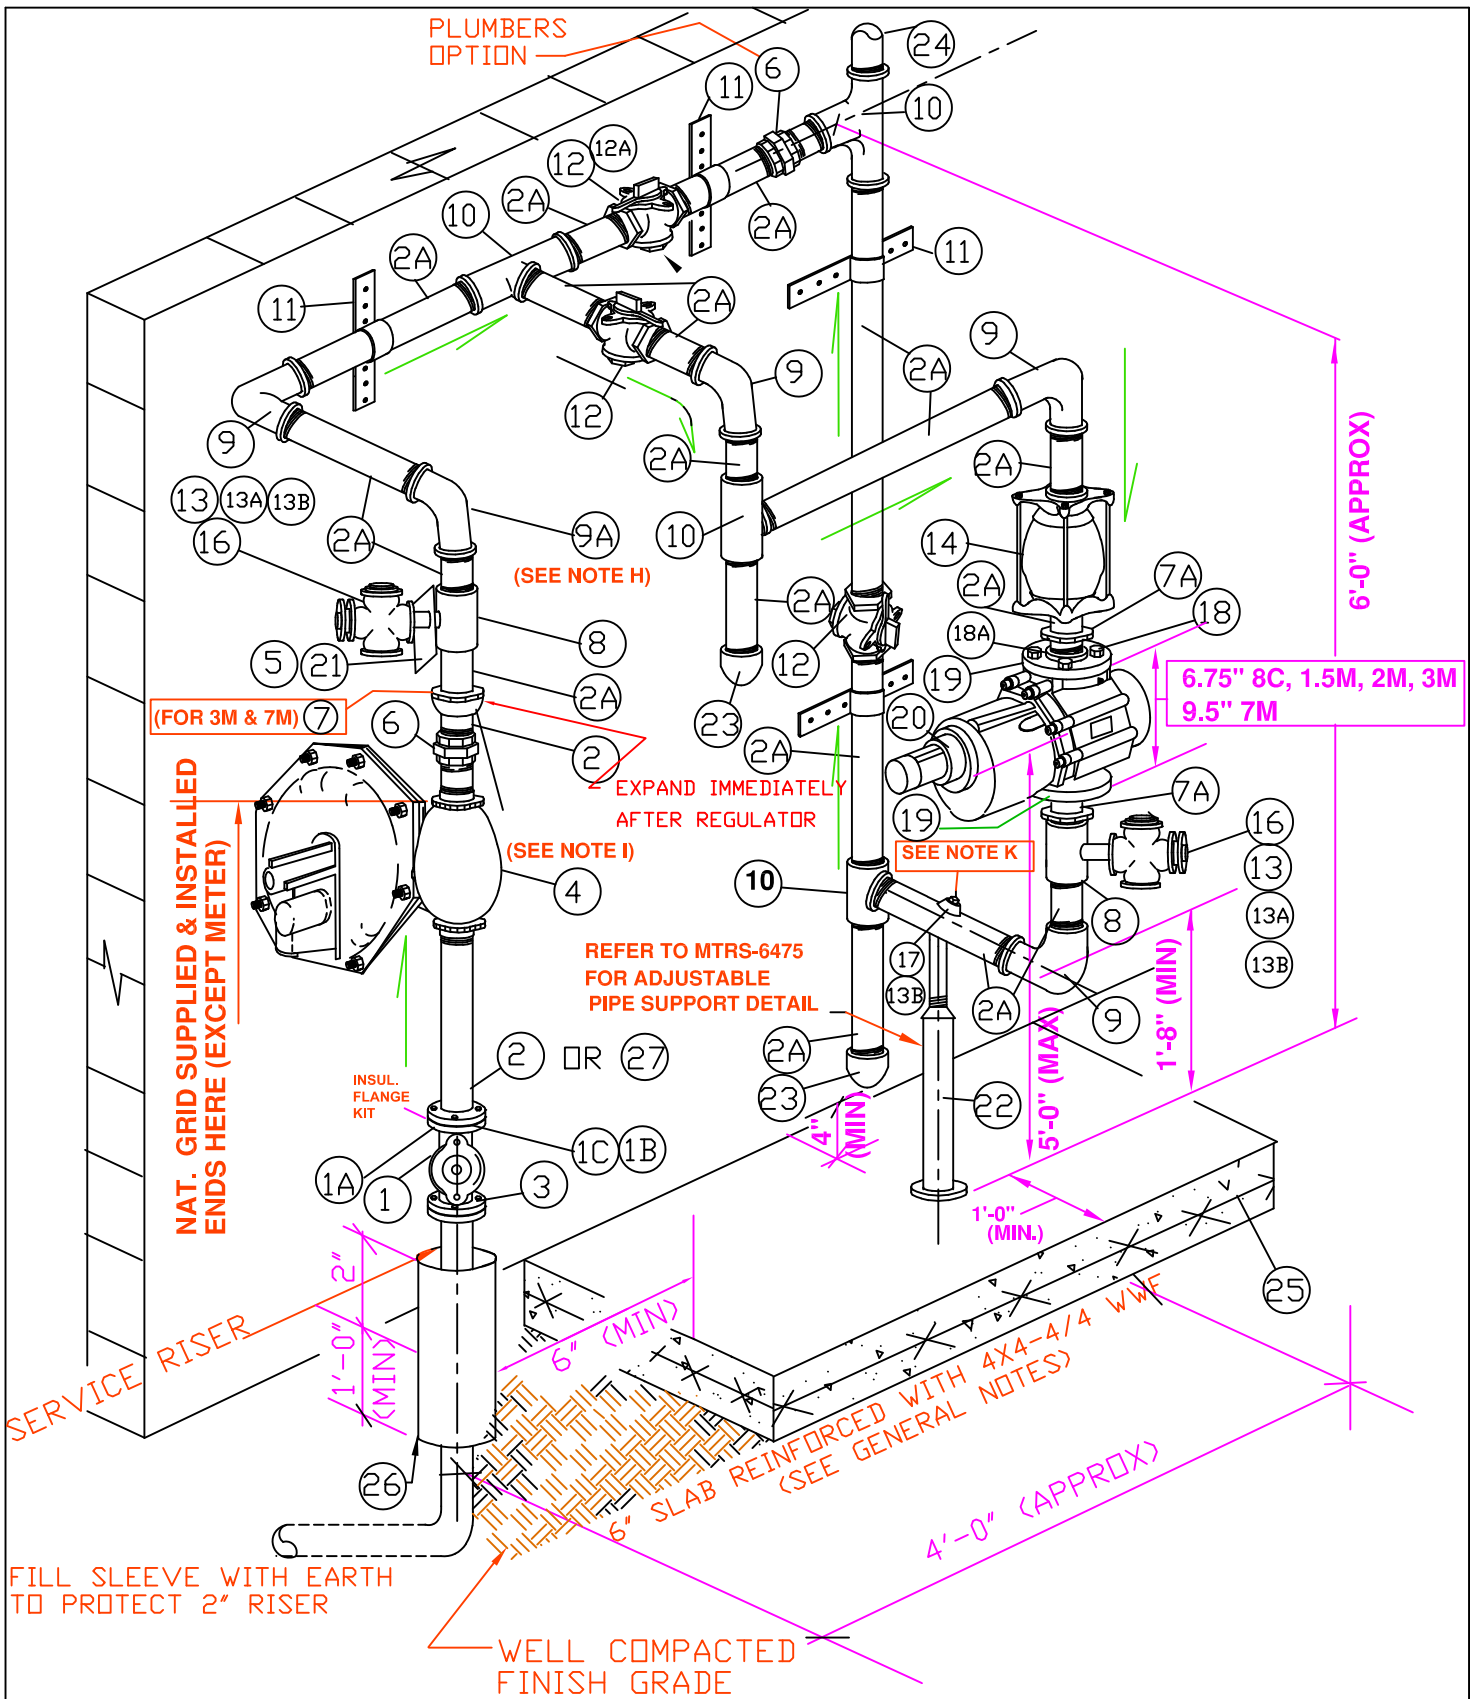 PLUMBERS
OPTION
6
24
11
10
12
12A
2A
10
2A
2A
11
2A
11
2A
9
9
2A
9
12
2A
2A
13
13A
13B
16
2A
9A
(SEE NOTE H)
10
14
7A
2A
2A
18
18A
5
21
8
12
19
6'-0" (APPROX)
6.75" 8C, 1.5M, 2M, 3M
9.5" 7M
(FOR 3M & 7M)
7
2A
23
20
6
2
2A
EXPAND IMMEDIATELY
AFTER REGULATOR
7A
19
16
SEE NOTE K
(SEE NOTE I)
4
10
13
8
13A
13B
NAT. GRID SUPPLIED & INSTALLED
ENDS HERE (EXCEPT METER)
REFER TO MTRS-6475
FOR ADJUSTABLE
PIPE SUPPORT DETAIL
17
13B
2A
9
1'-8" (MIN)
5'-0" (MAX)
2 OR 27
2A
23
22
4"
(MIN)
INSUL.
FLANGE
KIT
1C
1B
1A
1
3
1'-0"
(MIN.)
2"
1'-0"
(MIN)
6" (MIN)
25
SERVICE RISER
6" SLAB REINFORCED WITH 4X4-4/4 WWF
(SEE GENERAL NOTES)
26
4'-0" (APPROX)
FILL SLEEVE WITH EARTH
TO PROTECT 2" RISER
WELL COMPACTED
FINISH GRADE